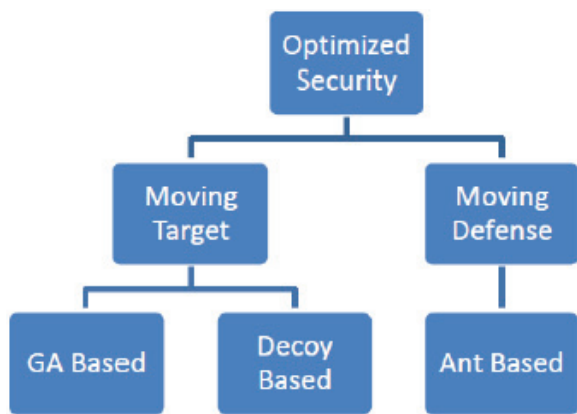 Optimized
Security
Moving
Target
Moving
Defense
GA Based
Decoy
Based
Ant Based